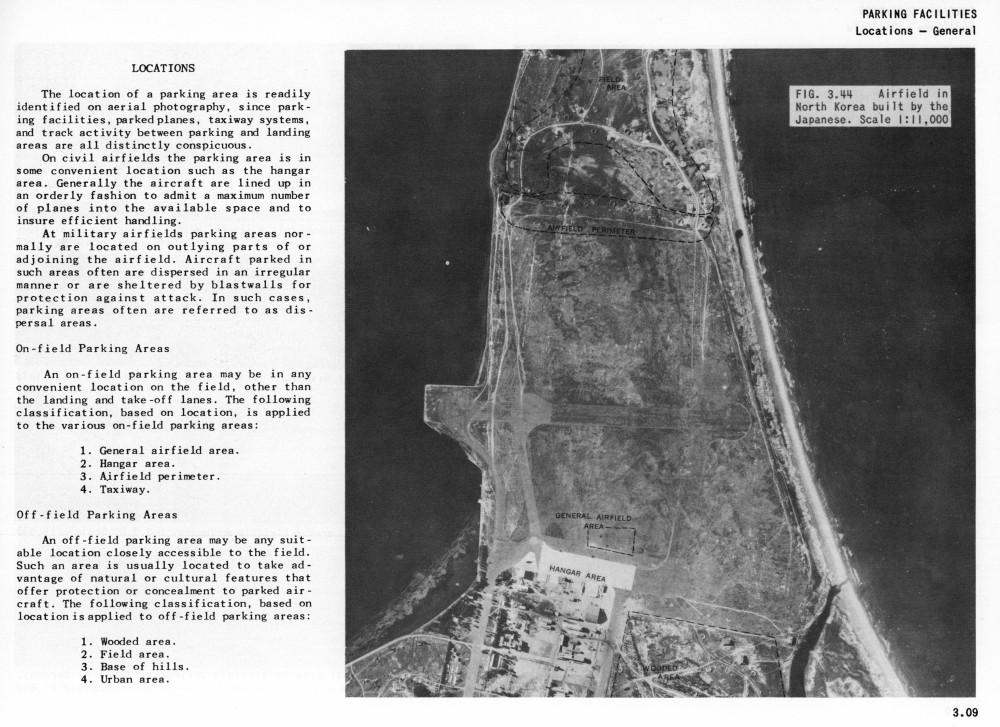 PARKING FACILITIES
Locations — General
LOCATIONS
The location of a parking area is readily
identified on aerial photography, since park-
ing facilities, parked planes, taxiway systems,
and track activity between parking and landing
areas are all distinctly conspicuous.
On civil airfields the parking area is in
some convenient location such as the hangar
area. Generally the aircraft are lined up in
an orderly fashion to admit a maximum number
of planes into the available space and to
insure efficient handling.
At military airfields parking areas nor-
mally are located on outlying parts of or
adjoining the airfield. Aircraft parked in
such areas often are dispersed in an irregular
manner or are sheltered by blastwalls for
protection against attack. In such cases,
parking areas often are referred to as dis-
persal areas.
On-field Parking Areas
An on-field parking area may be in any
convenient location on the field, other than
the landing and take-off lanes. The following
classification, based on location, is applied
to the various on-field parking areas:
1. General airfield area.
2. Hangar area.
3. Airfield perimeter.
4. Taxiway.
Off-field Parking Areas
An off-field parking area may be any suit-
able location closely accessible to the field.
Such an area is usually located to take ad-
vantage of natural or cultural features that
offer protection or concealment to parked air-
craft. The following classification, based on
location is applied to off-field parking areas:
1. Wooded area.
2. Field area.
3. Base of hills.
4. Urban area.
FIG. 3.44 Airfield in
North Korea built by the
Japanese. Scale 1:11,000
FIELD
AREA
AIRFIELD PERIMETER
GENERAL AIRFIELD
AREA
HANGAR AREA
WOODED
AREA
3.09